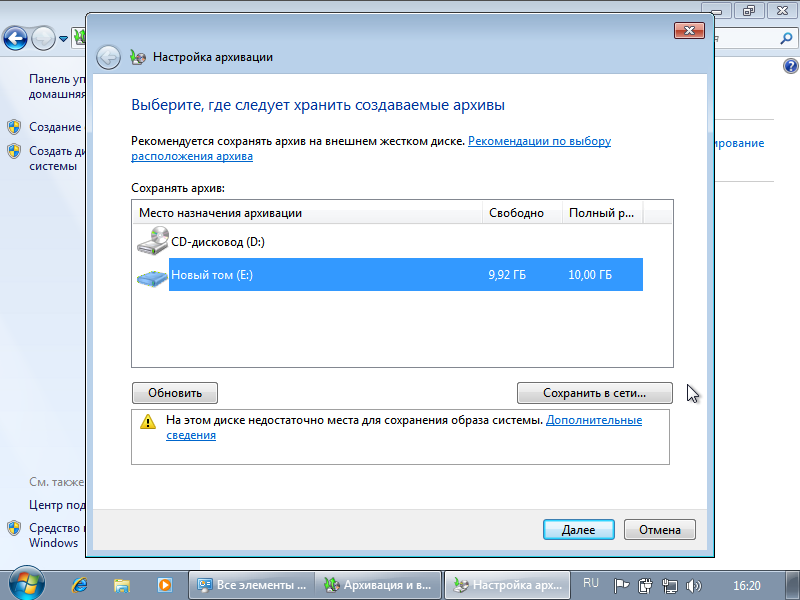 Настройка архивации
Выберите, где следует хранить создаваемые архивы
Рекомендуется сохранять архив на внешнем жестком диске. Рекомендации по выбору
расположения архива
Сохранять архив:
Место назначения архивации Свободно Полный р...
CD-дисковод (D:)
Новый том (E:) 9,92 ГБ 10,00 ГБ
Обновить Сохранить в сети...
На этом диске недостаточно места для сохранения образа системы. Дополнительные
сведения
Далее Отмена
Панель уп
домашняя
Создание
Создать ди
системы
ирование
См. также
Центр под
Средство
Windows
Все элементы ... Архивация и в... Настройка арх... RU 16:20